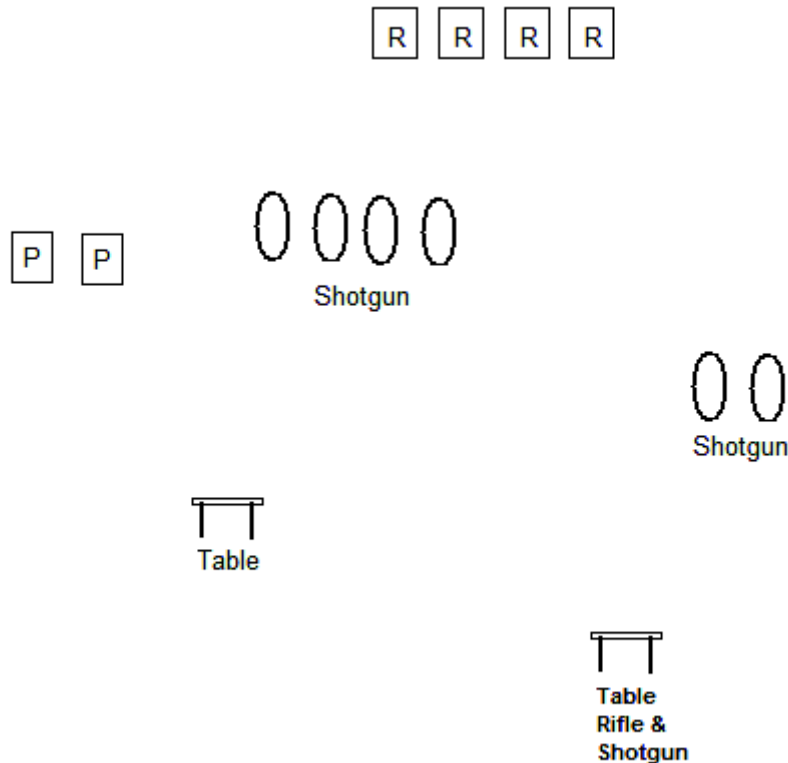 R R R R
P P
Shotgun
Shotgun
Table
Table
Rifle &
Shotgun